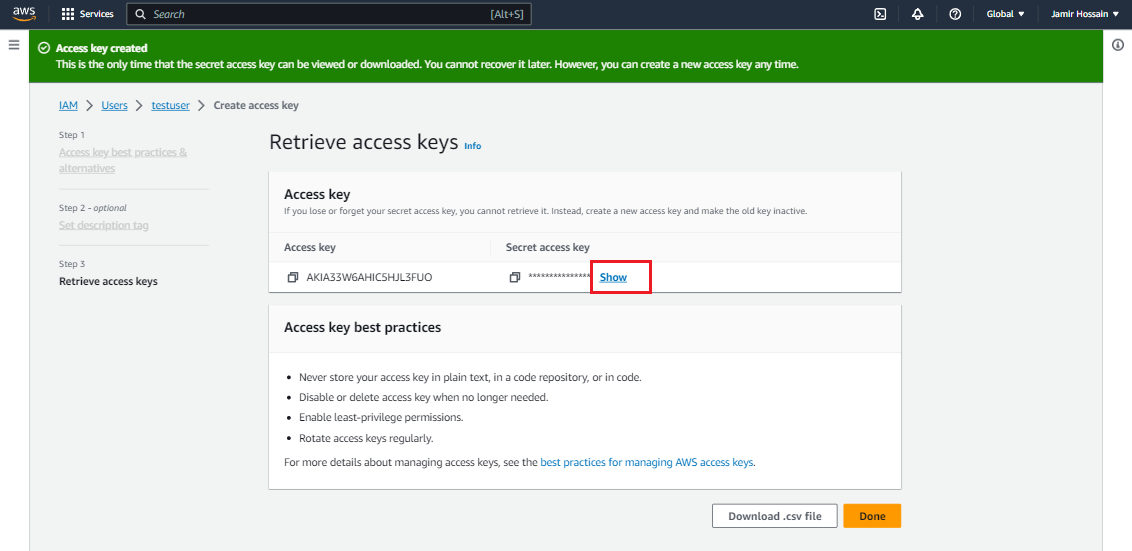 aws Services Search [Alt+S] Global Jamir Hossain
Access key created
This is the only time that the secret access key can be viewed or downloaded. You cannot recover it later. However, you can create a new access key any time.
IAM > Users > testuser > Create access key
Step 1
Access key best practices &
alternatives
Step 2 - optional
Set description tag
Step 3
Retrieve access keys
Retrieve access keys Info
Access key
If you lose or forget your secret access key, you cannot retrieve it. Instead, create a new access key and make the old key inactive.
Access key Secret access key
AKIA33W6AHIC5HJL3FUO *************** Show
Access key best practices
• Never store your access key in plain text, in a code repository, or in code.
• Disable or delete access key when no longer needed.
• Enable least-privilege permissions.
• Rotate access keys regularly.
For more details about managing access keys, see the best practices for managing AWS access keys.
Download .csv file Done